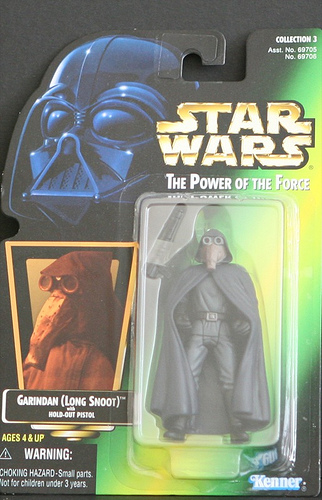 COLLECTION 3
Asst. No. 69705
No. 69706
STAR
WARS
THE POWER OF THE FORCE
GARINDAN (LONG SNOOT)™
with
HOLD-OUT PISTOL
AGES 4 & UP
⚠ WARNING:
CHOKING HAZARD-Small parts.
Not for children under 3 years.
Kenner